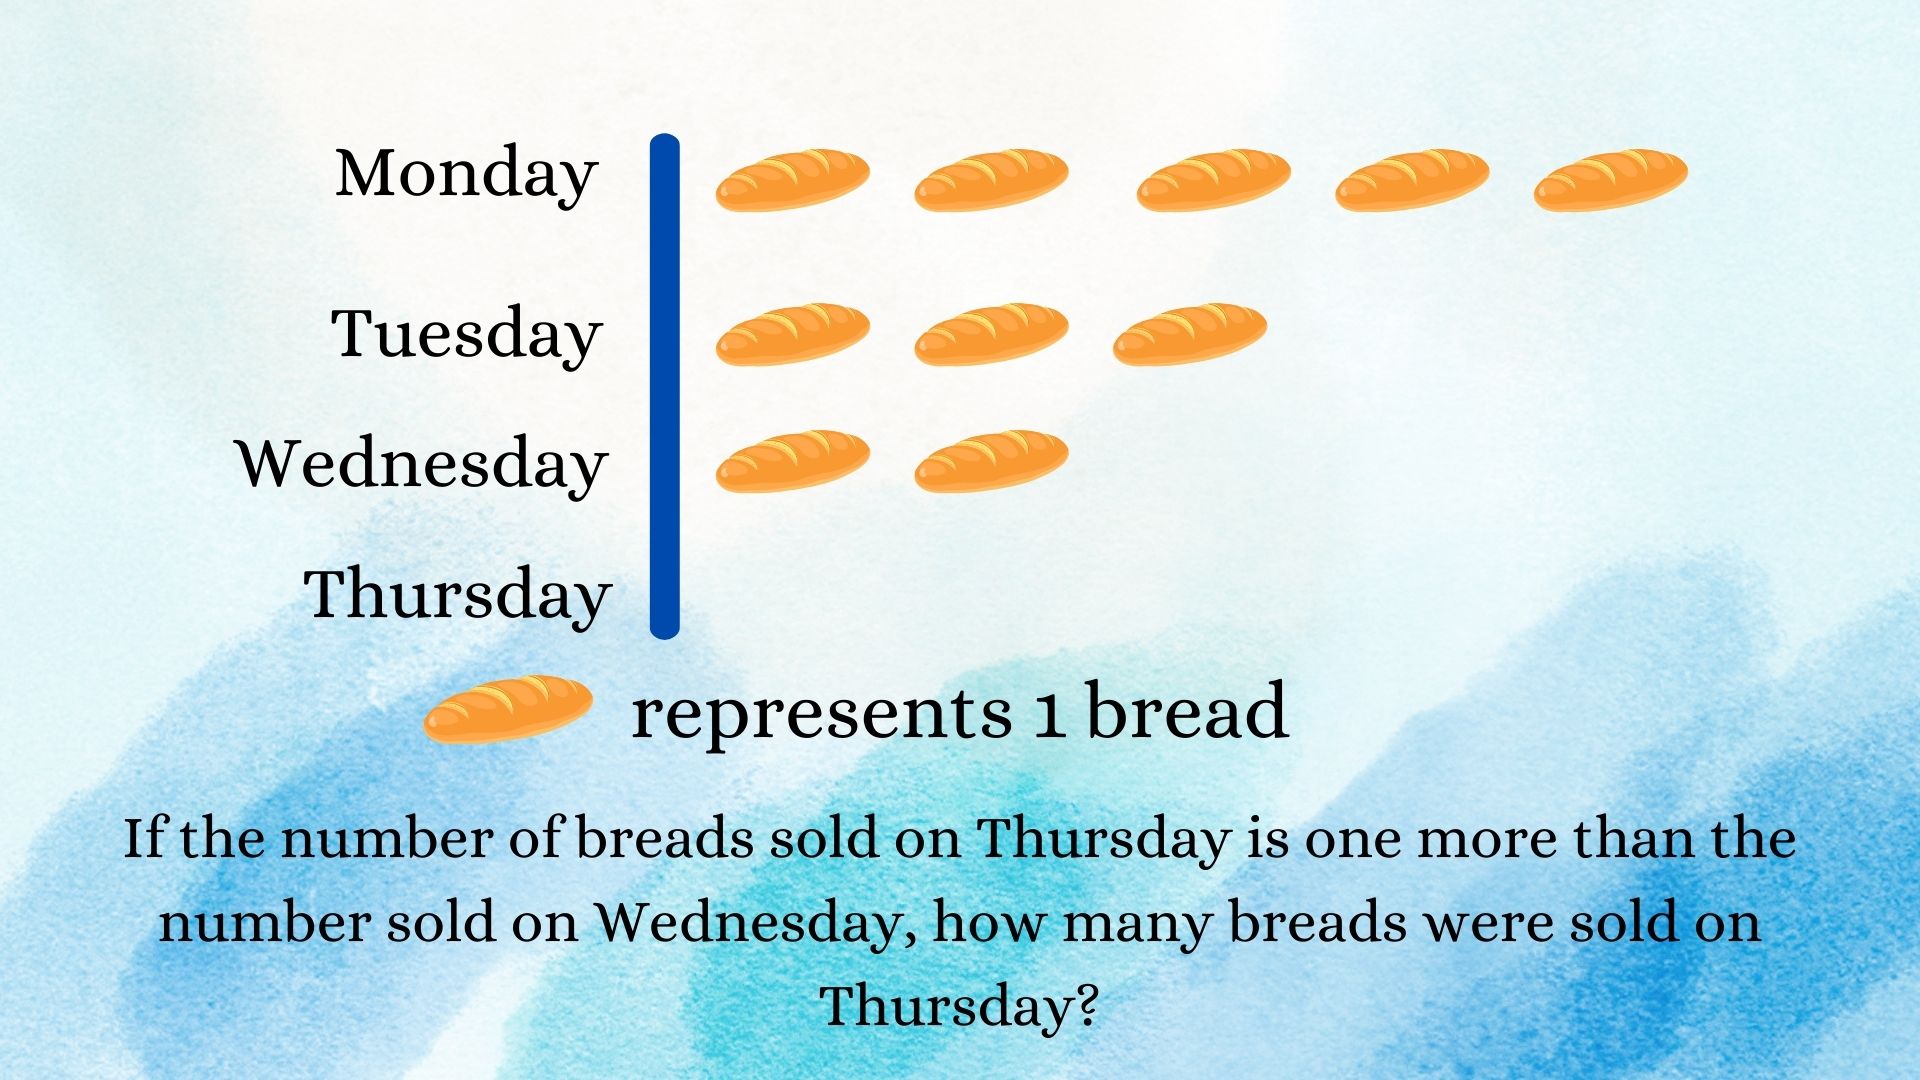 Monday
Tuesday
Wednesday
Thursday
represents 1 bread
If the number of breads sold on Thursday is one more than the
number sold on Wednesday, how many breads were sold on
Thursday?